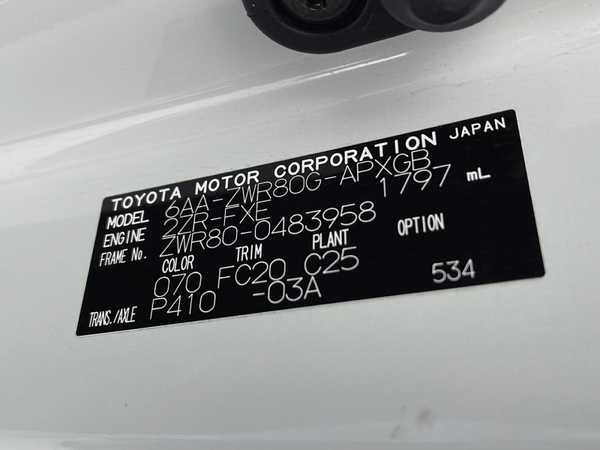 TOYOTA MOTOR CORPORATION JAPAN
MODEL 6AA-ZWR80G-APXGB
ENGINE 2ZR-FXE 1797 mL
FRAME No. ZWR80-0483958
COLOR TRIM PLANT OPTION
070 FC20 C25
TRANS./AXLE P410 -03A 534